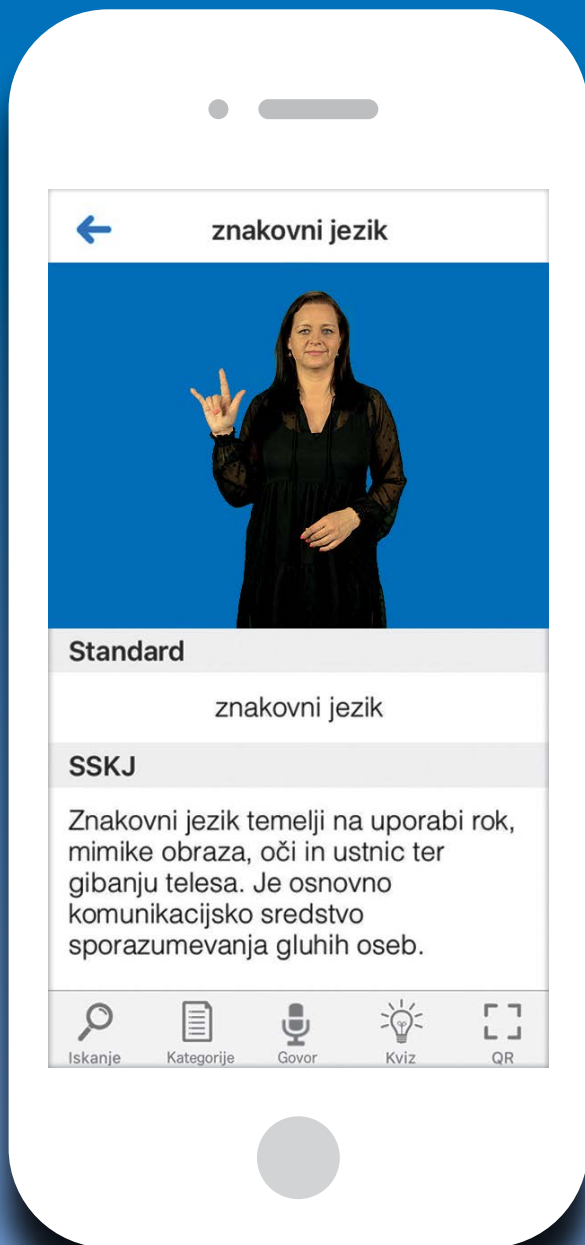 znakovni jezik
Standard
znakovni jezik
SSKJ
Znakovni jezik temelji na uporabi rok,
mimike obraza, oči in ustnic ter
gibanju telesa. Je osnovno
komunikacijsko sredstvo
sporazumevanja gluhih oseb.
Iskanje Kategorije Govor Kviz QR